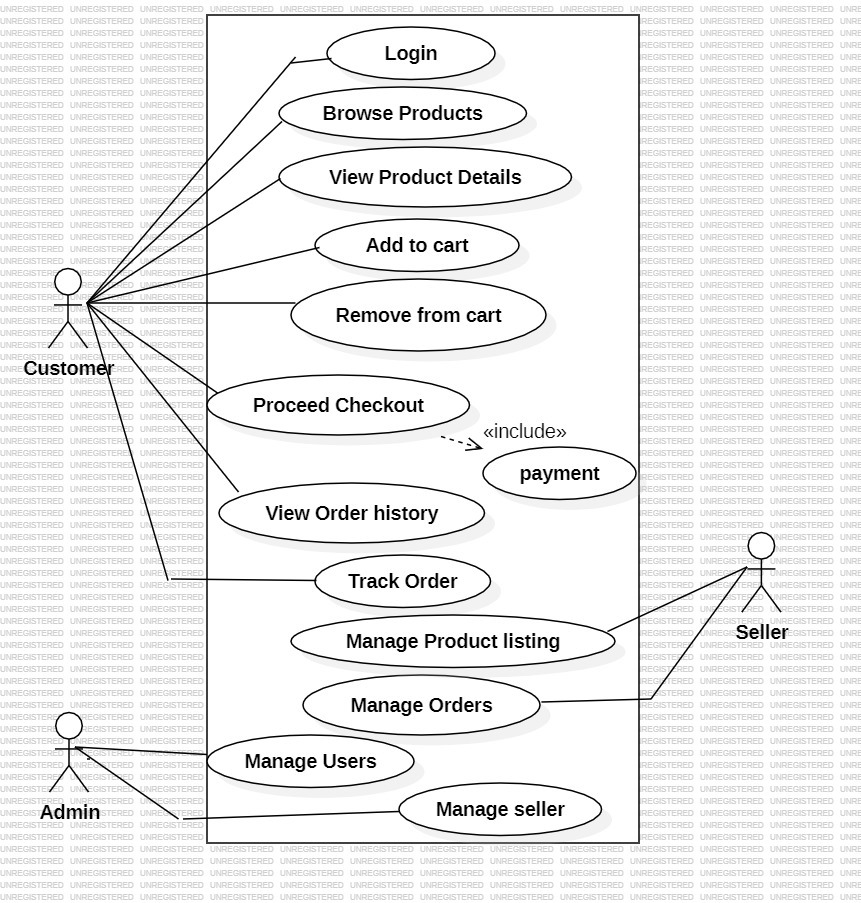 Login
Browse Products
View Product Details
Add to cart
Remove from cart
Customer
Proceed Checkout
«include»
payment
View Order history
Track Order
Seller
Manage Product listing
Manage Orders
Manage Users
Admin
Manage seller
UNREGISTERED